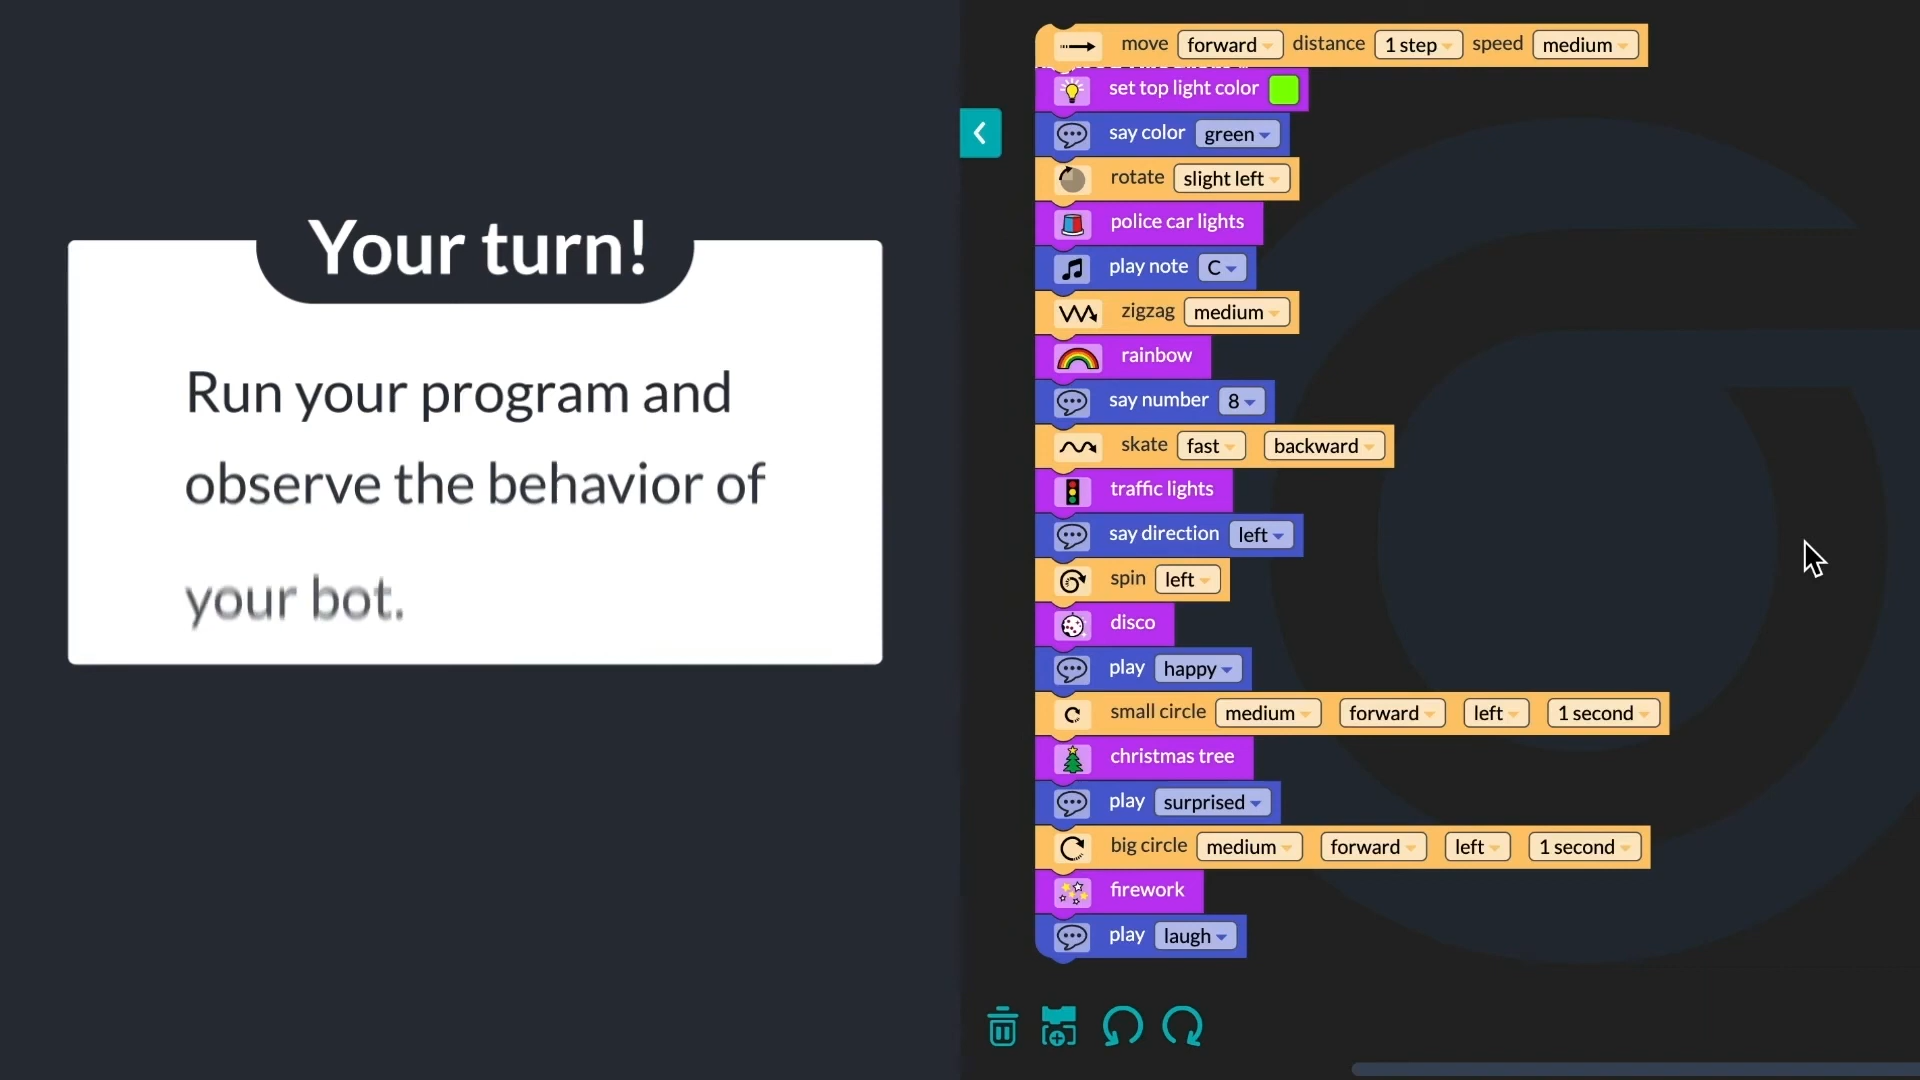 Your turn!
Run your program and
observe the behavior of
your bot.
move forward distance 1 step speed medium
set top light color
say color green
rotate slight left
police car lights
play note C
zigzag medium
rainbow
say number 8
skate fast backward
traffic lights
say direction left
spin left
disco
play happy
small circle medium forward left 1 second
christmas tree
play surprised
big circle medium forward left 1 second
firework
play laugh